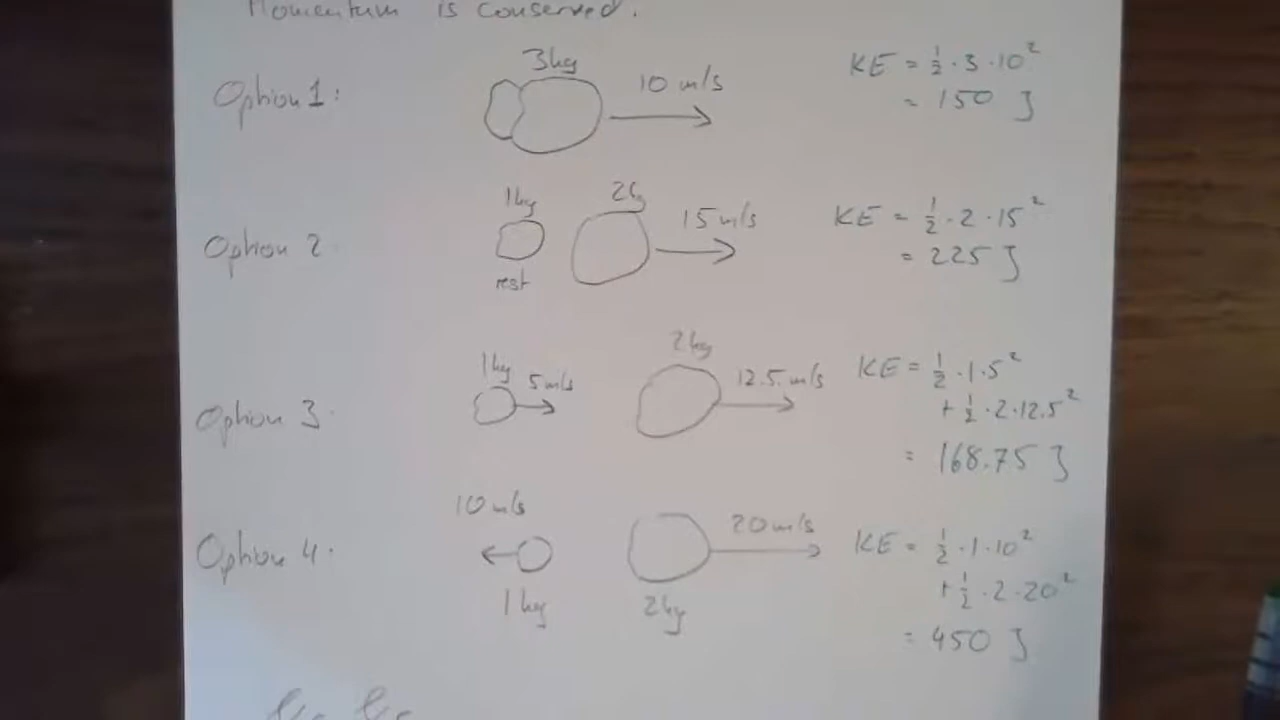 Momentum is conserved.
Option 1:
3kg
10 m/s
KE = ½ · 3 · 10²
= 150 J
Option 2
1kg
2kg
15 m/s
rest
KE = ½ · 2 · 15²
= 225 J
Option 3
1kg
5m/s
2kg
12.5 m/s
KE = ½ · 1 · 5²
+ ½ · 2 · 12.5²
= 168.75 J
Option 4:
10 m/s
1kg
2kg
20 m/s
KE = ½ · 1 · 10²
+ ½ · 2 · 20²
= 450 J